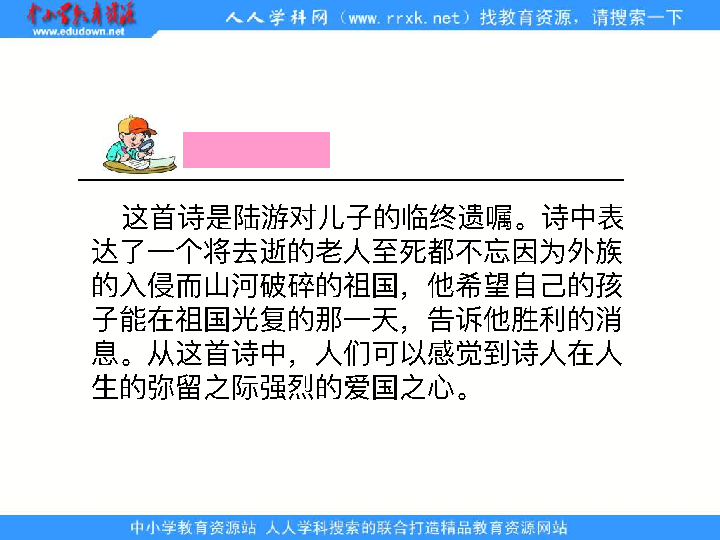 中小学教育资源
www.edudown.net
人人学科网（www.rrxk.net）找教育资源，请搜索一下
这首诗是陆游对儿子的临终遗嘱。诗中表
达了一个将去逝的老人至死都不忘因为外族
的入侵而山河破碎的祖国，他希望自己的孩
子能在祖国光复的那一天，告诉他胜利的消
息。从这首诗中，人们可以感觉到诗人在人
生的弥留之际强烈的爱国之心。
中小学教育资源站 人人学科搜索的联合打造精品教育资源网站